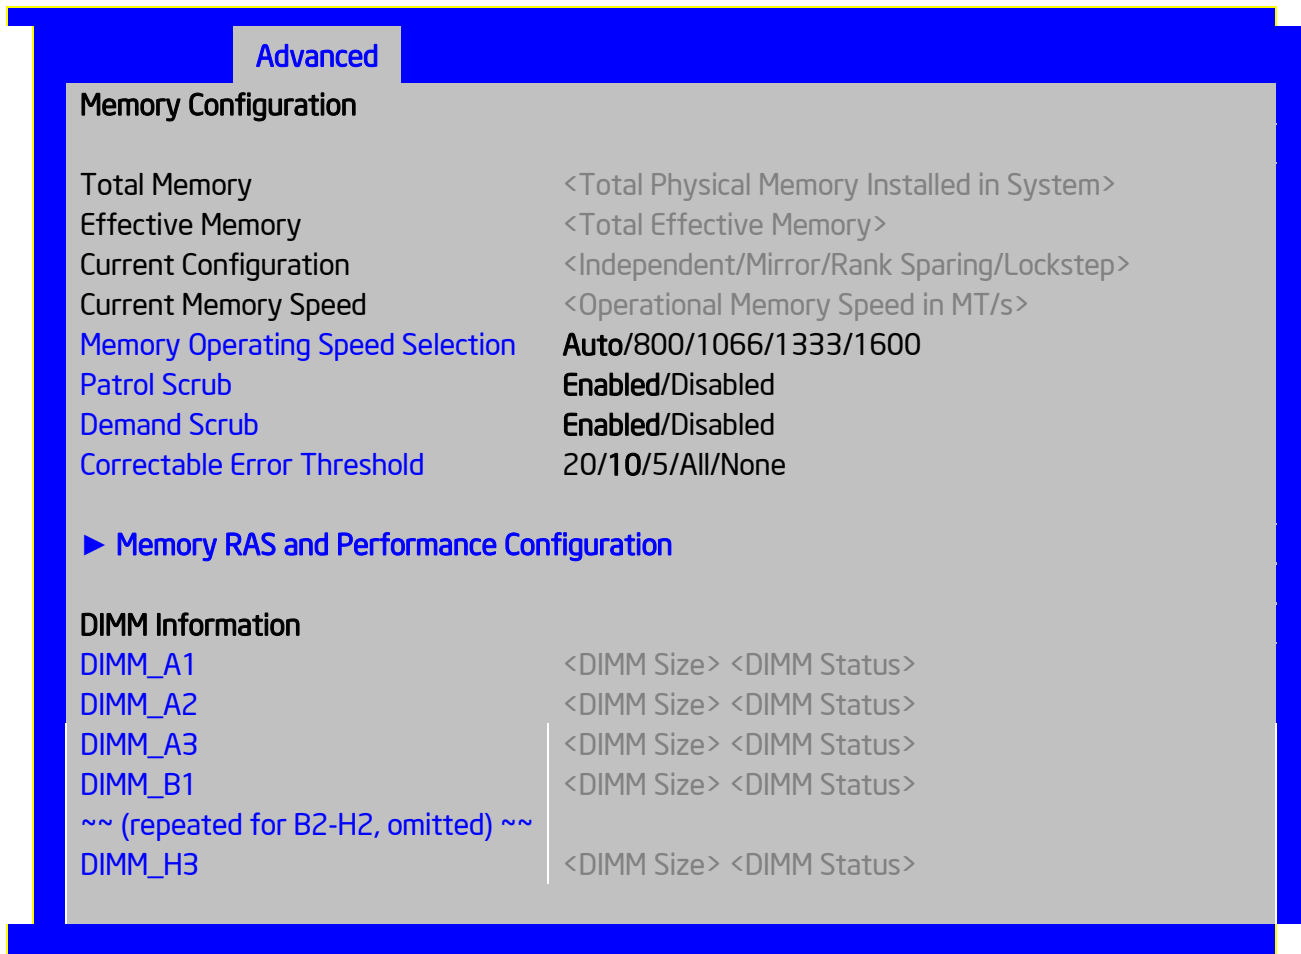 Advanced
Memory Configuration
Total Memory <Total Physical Memory Installed in System>
Effective Memory <Total Effective Memory>
Current Configuration <Independent/Mirror/Rank Sparing/Lockstep>
Current Memory Speed <Operational Memory Speed in MT/s>
Memory Operating Speed Selection Auto/800/1066/1333/1600
Patrol Scrub Enabled/Disabled
Demand Scrub Enabled/Disabled
Correctable Error Threshold 20/10/5/All/None
► Memory RAS and Performance Configuration
DIMM Information
DIMM_A1 <DIMM Size> <DIMM Status>
DIMM_A2 <DIMM Size> <DIMM Status>
DIMM_A3 <DIMM Size> <DIMM Status>
DIMM_B1 <DIMM Size> <DIMM Status>
~~ (repeated for B2-H2, omitted) ~~
DIMM_H3 <DIMM Size> <DIMM Status>